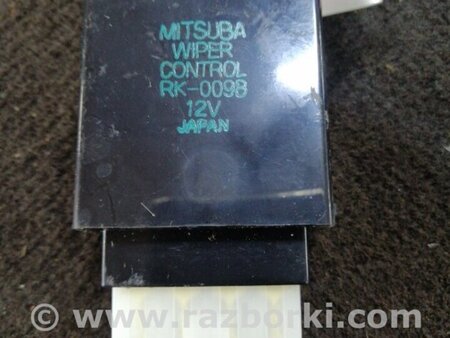 MITSUBA
WIPER
CONTROL
RK-0098
12V
JAPAN
© www.razborki.com